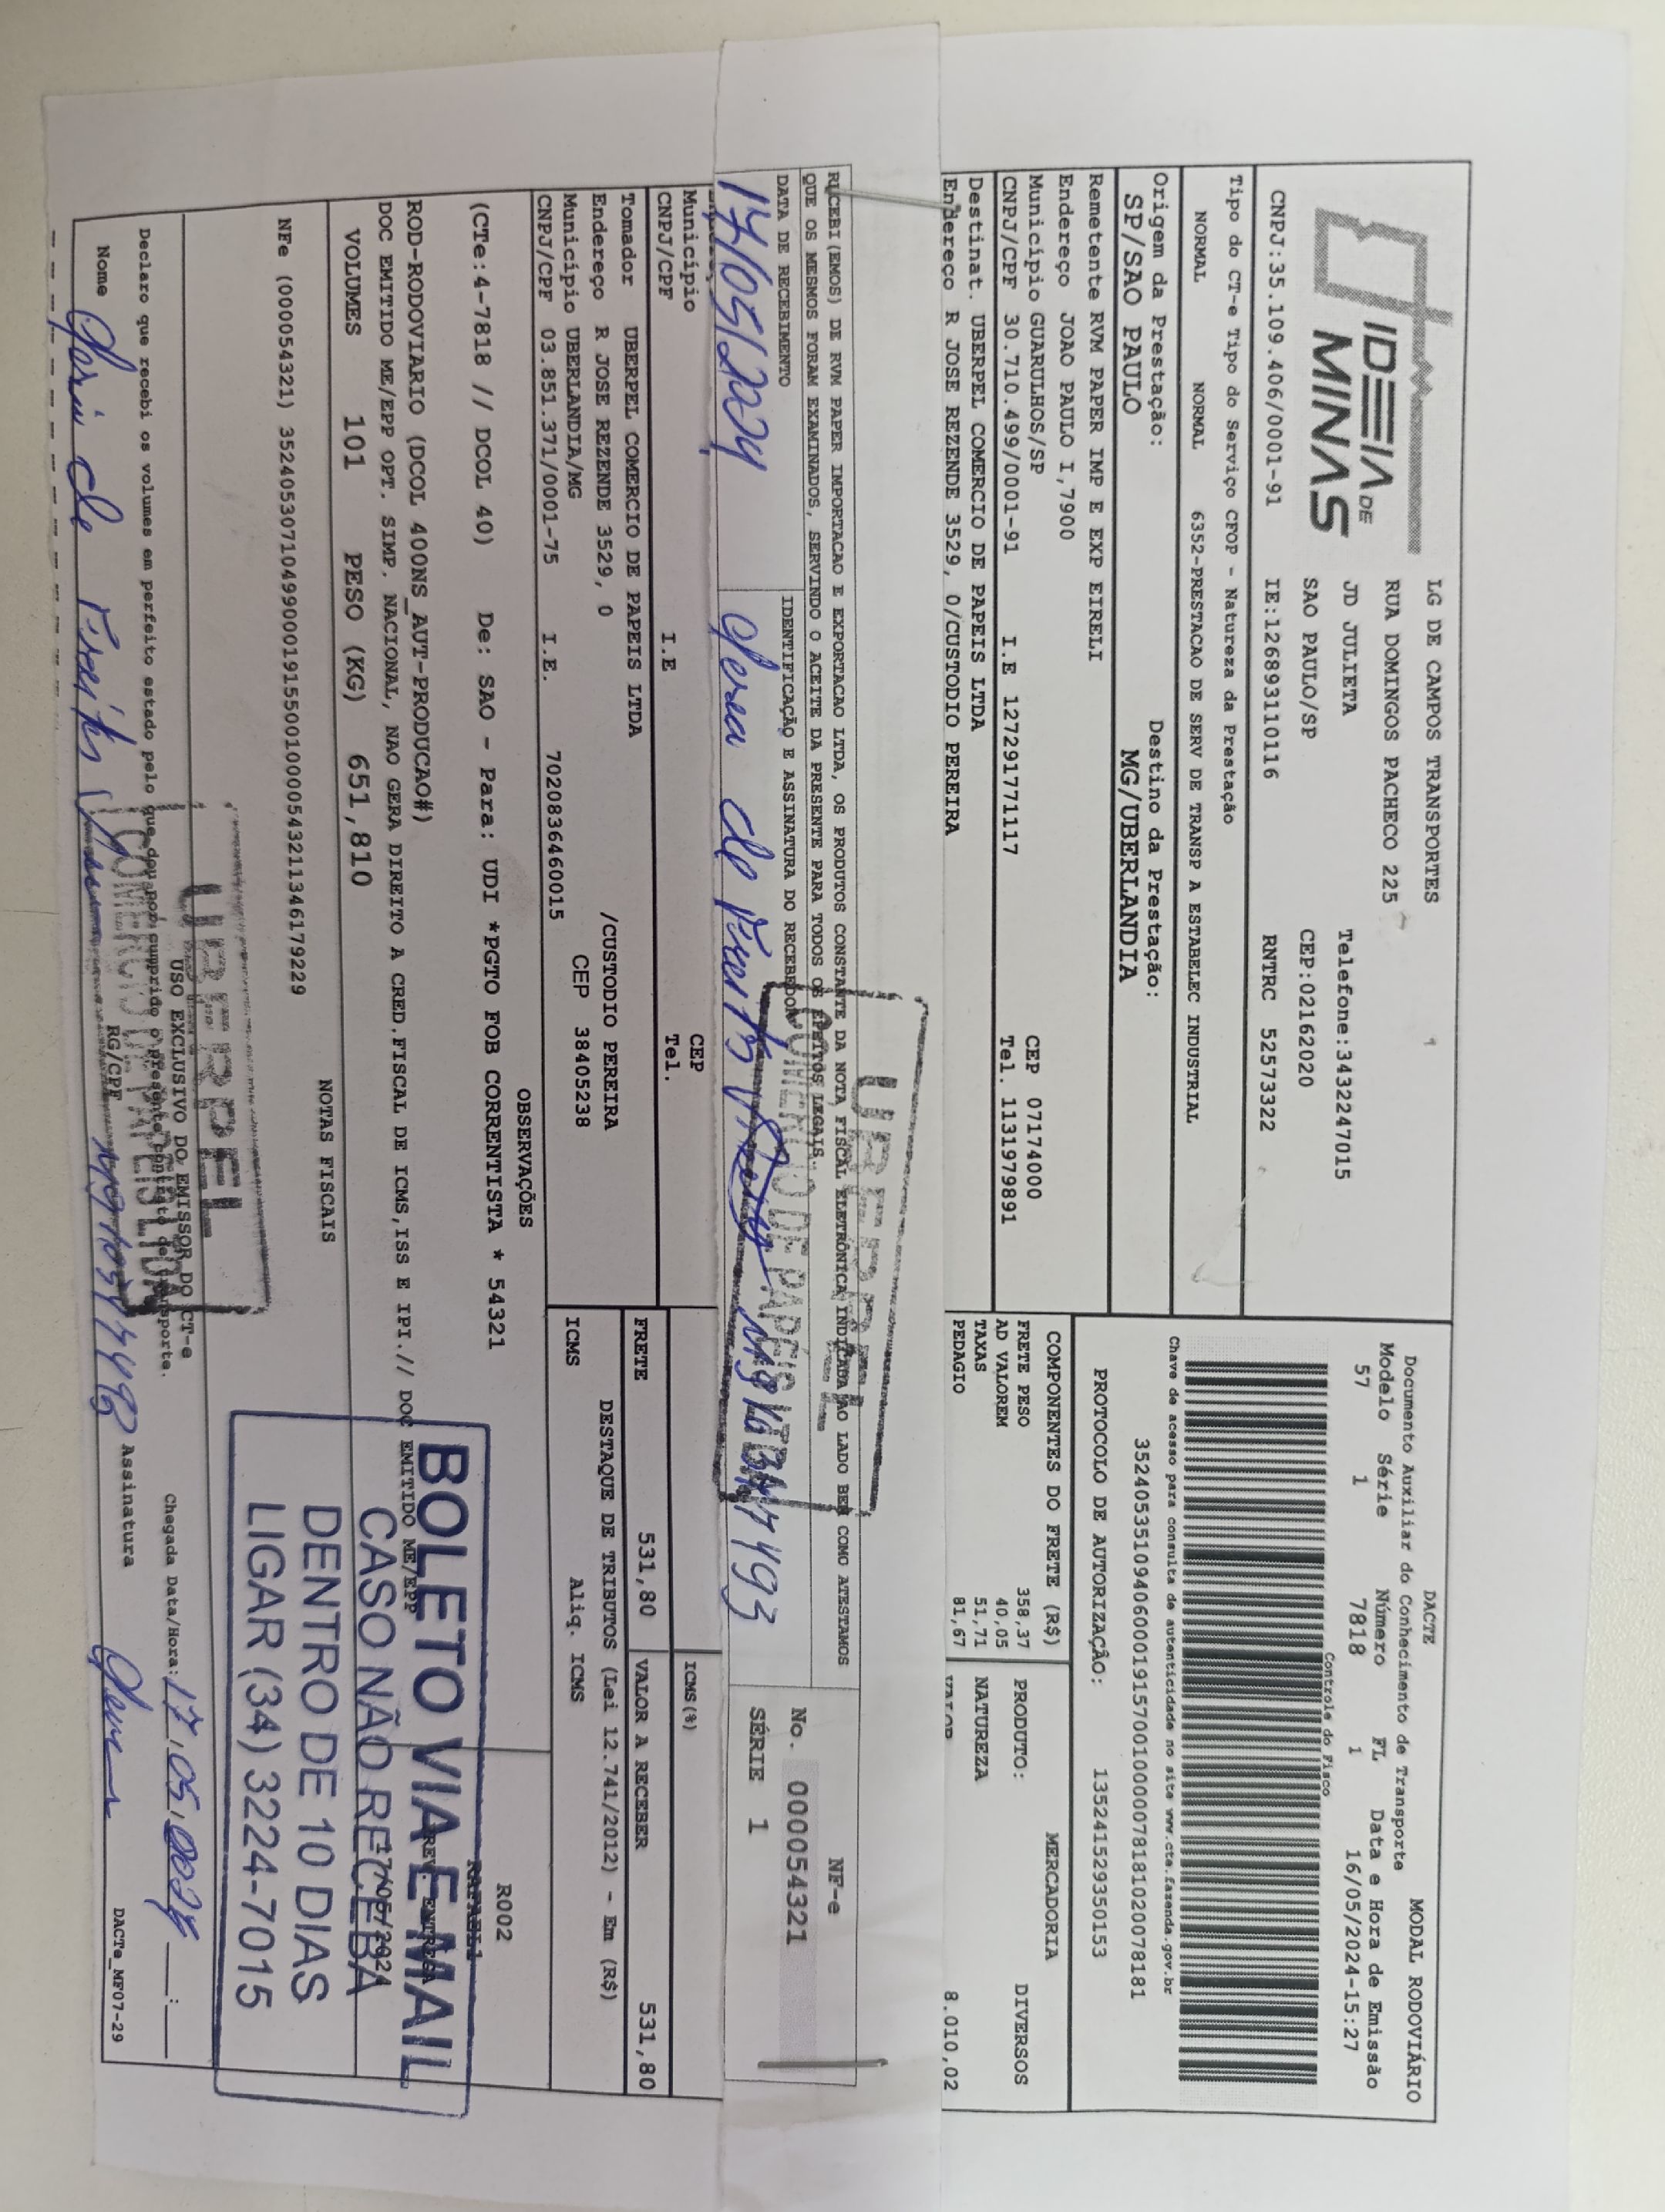 IDEIA DE
MINAS
LG DE CAMPOS TRANSPORTES
RUA DOMINGOS PACHECO 225
JD JULIETA
Telefone:3432247015
SAO PAULO/SP
CEP:02162020
CNPJ:35.109.406/0001-91
IE:126893110116
RNTRC 52573322
DACTE
MODAL RODOVIÁRIO
Documento Auxiliar do Conhecimento de Transporte
Modelo Série Número FL Data e Hora de Emissão
57 1 7818 1 16/05/2024-15:27
Controle do Fisco
Chave de acesso para consulta de autenticidade no site www.cte.fazenda.gov.br
35240535109406000191570010000078181020078181
PROTOCOLO DE AUTORIZAÇÃO: 135241529350153
Tipo do CT-e Tipo do Serviço CFOP - Natureza da Prestação
NORMAL NORMAL 6352-PRESTACAO DE SERV DE TRANSP A ESTABELEC INDUSTRIAL
Origem da Prestação:
SP/SAO PAULO
Destino da Prestação:
MG/UBERLANDIA
Remetente RVM PAPER IMP E EXP EIRELI
Endereço JOAO PAULO I,7900
Município GUARULHOS/SP
CEP 07174000
CNPJ/CPF 30.710.499/0001-91 I.E 127291771117 Tel. 1131979891
Destinat. UBERPEL COMERCIO DE PAPEIS LTDA
Endereço R JOSE REZENDE 3529, 0/CUSTODIO PEREIRA
COMPONENTES DO FRETE (R$)
FRETE PESO 358,37
AD VALOREM 40,05
TAXAS 51,71
PEDAGIO 81,67
MERCADORIA
PRODUTO: DIVERSOS
NATUREZA
VALOR 8.010,02
RECEBI(EMOS) DE RVM PAPER IMPORTACAO E EXPORTACAO LTDA, OS PRODUTOS CONSTANTE DA NOTA FISCAL ELETRÔNICA INDICADA AO LADO BEM COMO ATESTAMOS
QUE OS MESMOS FORAM EXAMINADOS, SERVINDO O ACEITE DA PRESENTE PARA TODOS OS EFEITOS LEGAIS.
DATA DE RECEBIMENTO
17/05/2024
IDENTIFICAÇÃO E ASSINATURA DO RECEBEDOR
UBERPEL
COMERCIO DE PAPEIS LTDA
NF-e
No. 000054321
SÉRIE 1
Município
CEP
CNPJ/CPF I.E Tel.
ICMS(%)
Tomador UBERPEL COMERCIO DE PAPEIS LTDA
Endereço R JOSE REZENDE 3529, 0 /CUSTODIO PEREIRA
Município UBERLANDIA/MG CEP 38405238
CNPJ/CPF 03.851.371/0001-75 I.E. 7020836460015
FRETE 531,80
VALOR A RECEBER 531,80
DESTAQUE DE TRIBUTOS (Lei 12.741/2012) - Em (R$)
ICMS Aliq. ICMS
OBSERVAÇÕES
R002
(CTe:4-7818 // DCOL 40) De: SAO - Para: UDI *PGTO FOB CORRENTISTA * 54321
PREV. ENTREGA
17/05/2024
ROD-RODOVIARIO (DCOL 400NS_AUT-PRODUCAO#)
DOC EMITIDO ME/EPP OPT. SIMP. NACIONAL, NAO GERA DIREITO A CRED.FISCAL DE ICMS,ISS E IPI.// DOC EMITIDO ME/EPP
VOLUMES 101 PESO (KG) 651,810
BOLETO VIA E-MAIL
CASO NÃO RECEBA
DENTRO DE 10 DIAS
LIGAR (34) 3224-7015
NOTAS FISCAIS
NFe (000054321) 35240530710499000191550010000543211346179229
UBERPEL
COMERCIO DE PAPEIS LTDA
USO EXCLUSIVO DO EMISSOR DO CT-e
Declaro que recebi os volumes em perfeito estado pelo que dou por cumprido o presente contrato de transporte.
Chegada Data/Hora: 17/05/2024 __:__
Nome
RG/CPF
Assinatura
DACTe_MF07-29